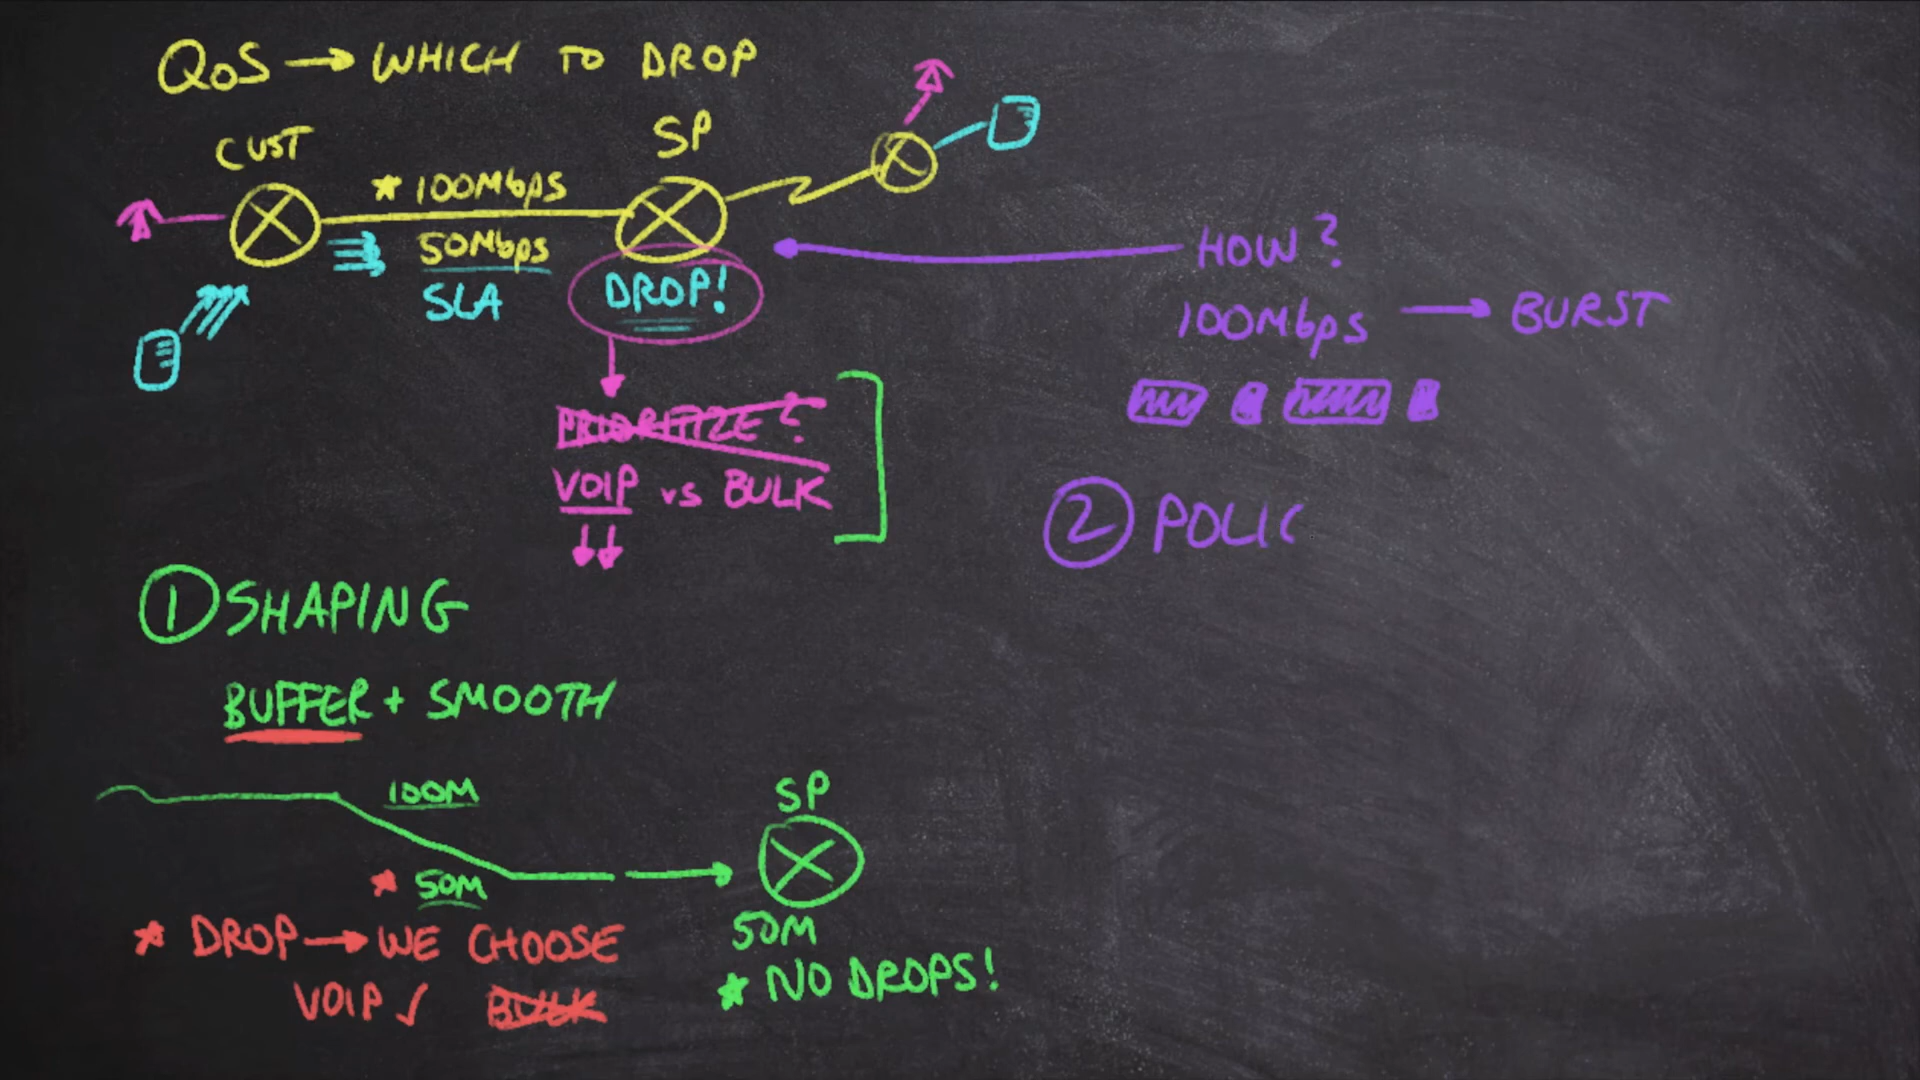 QoS → WHICH TO DROP
CUST
SP
★ 100Mbps
50Mbps
SLA
DROP!
PRIORITIZE?
VOIP vs BULK
HOW?
100Mbps → BURST
② POLIC
① SHAPING
BUFFER + SMOOTH
100M
★ 50M
SP
50M
★ NO DROPS!
★ DROP → WE CHOOSE
VOIP ✓ BULK